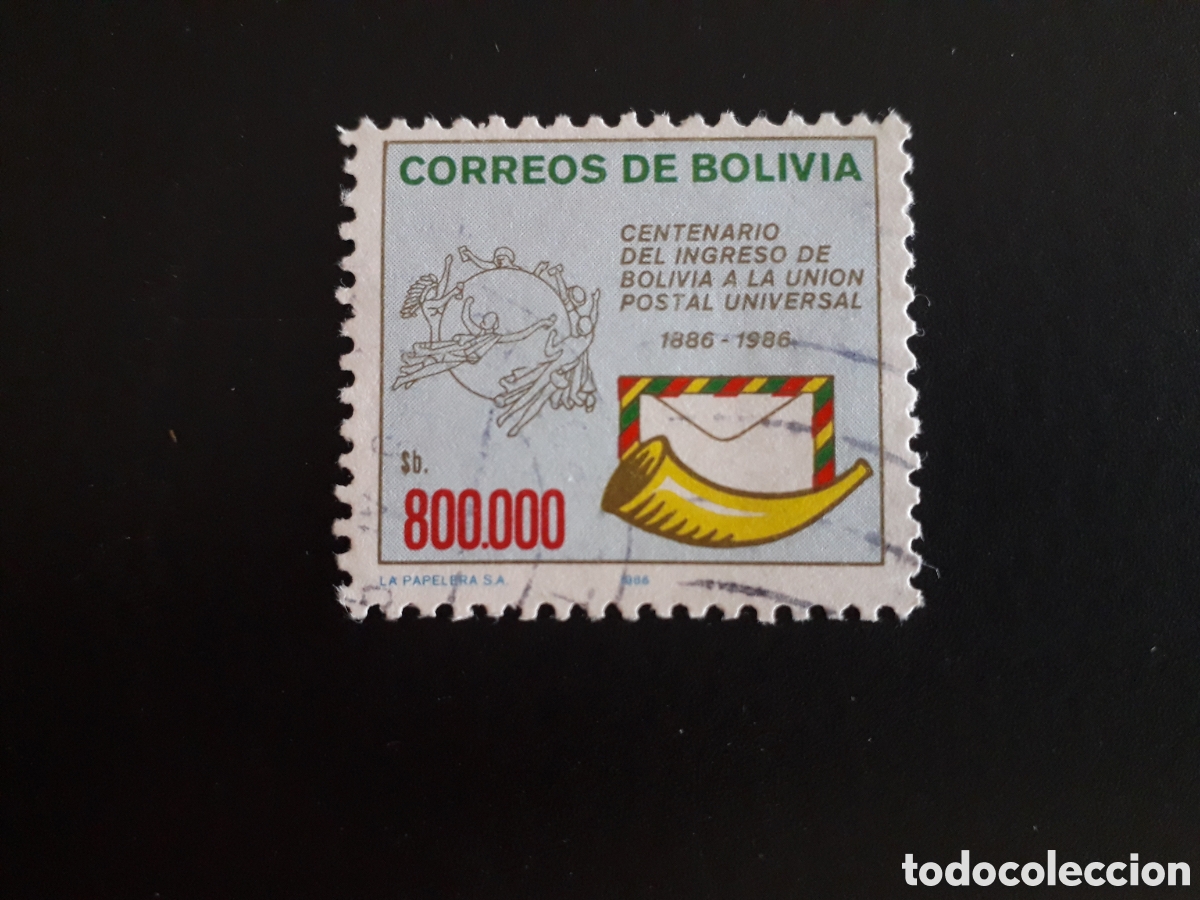 CORREOS DE BOLIVIA
CENTENARIO
DEL INGRESO DE
BOLIVIA A LA UNION
POSTAL UNIVERSAL
1886 - 1986
$b.
800.000
LA PAPELERA S.A. 1986
todocoleccion